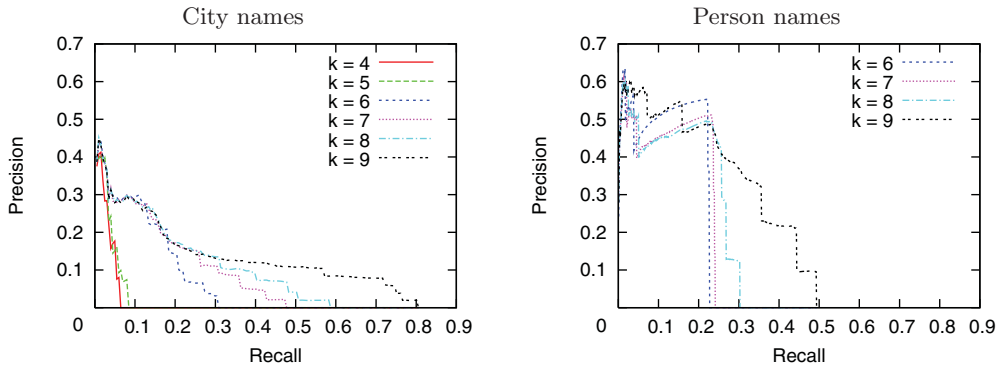 City names
0.7
0.6
0.5
0.4
0.3
0.2
0.1
0
0.1 0.2 0.3 0.4 0.5 0.6 0.7 0.8 0.9
Precision
Recall
k = 4
k = 5
k = 6
k = 7
k = 8
k = 9
Person names
0.7
0.6
0.5
0.4
0.3
0.2
0.1
0
0.1 0.2 0.3 0.4 0.5 0.6 0.7 0.8 0.9
Precision
Recall
k = 6
k = 7
k = 8
k = 9